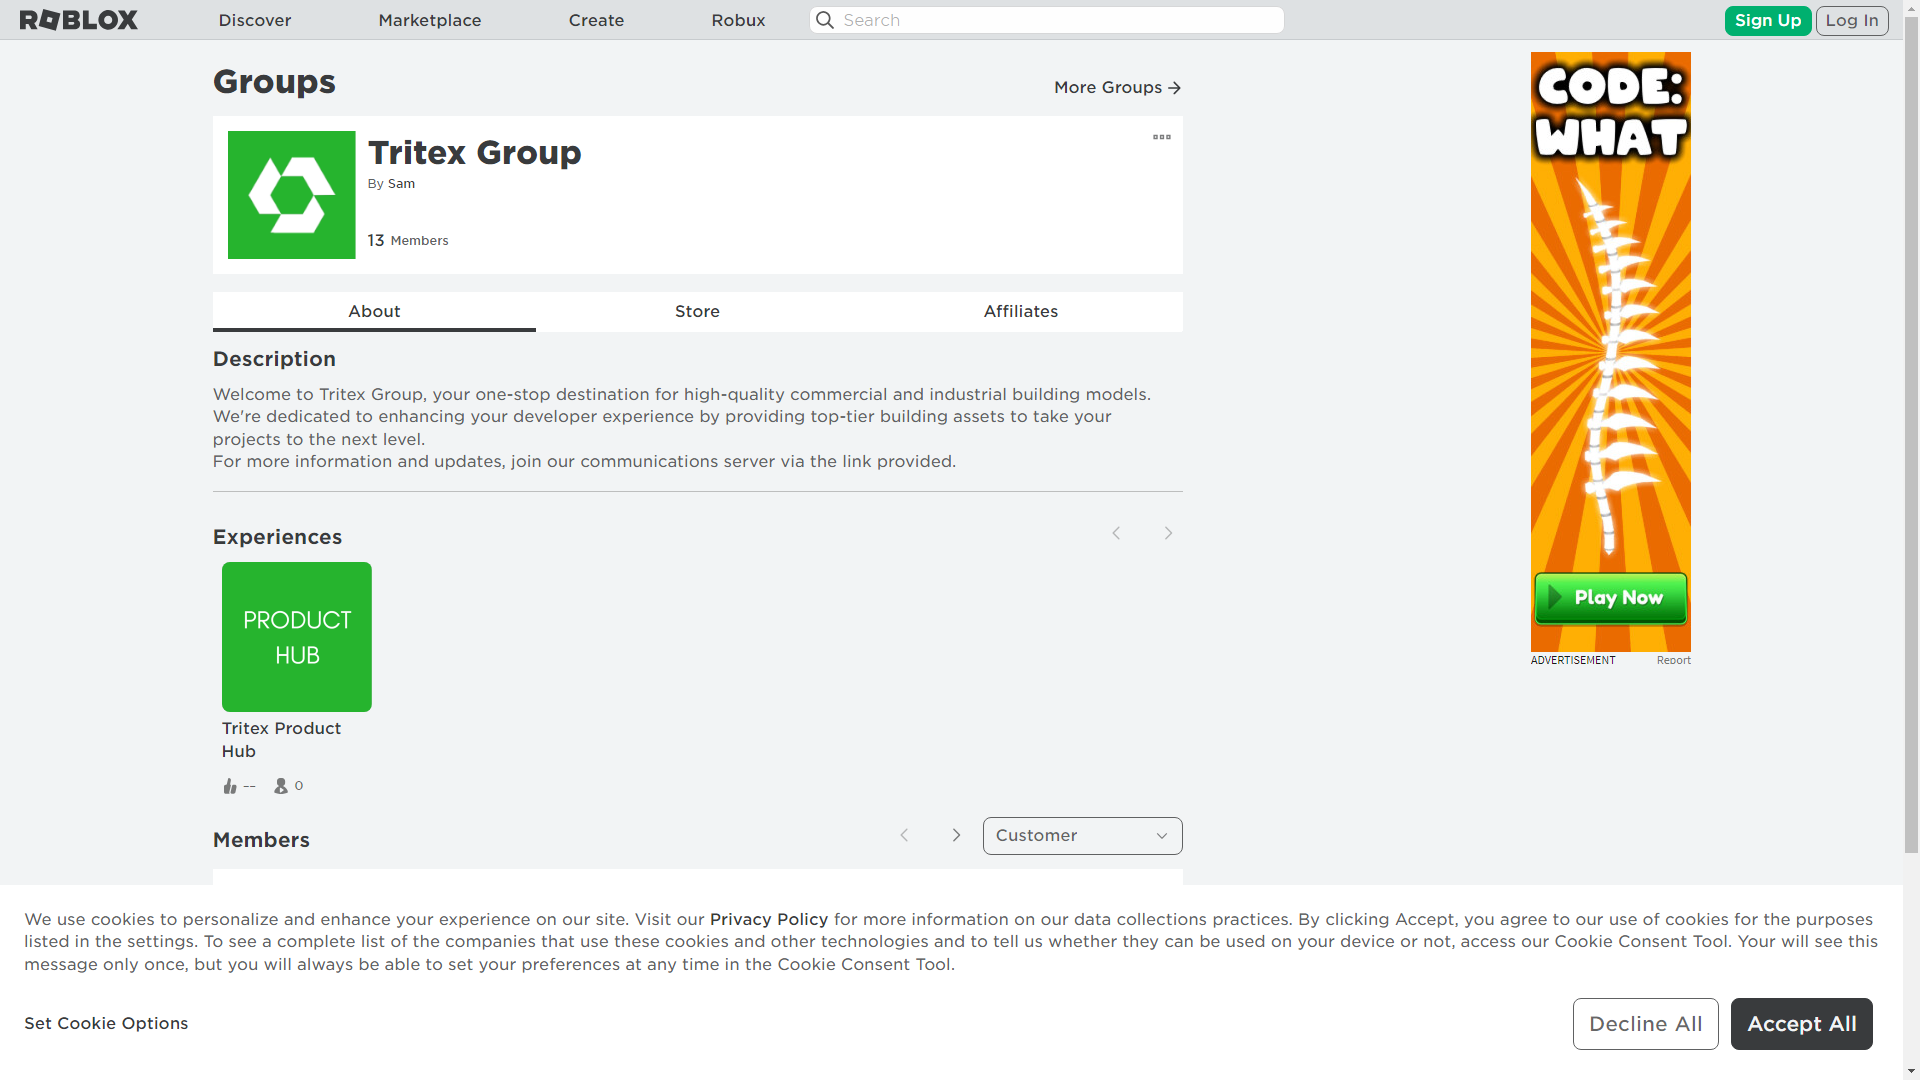 ROBLOX
Discover
Marketplace
Create
Robux
Search
Sign Up
Log In
Groups
More Groups
Tritex Group
By Sam
13 Members
About
Store
Affiliates
Description
Welcome to Tritex Group, your one-stop destination for high-quality commercial and industrial building models.
We're dedicated to enhancing your developer experience by providing top-tier building assets to take your
projects to the next level.
For more information and updates, join our communications server via the link provided.
Experiences
PRODUCT
HUB
Tritex Product
Hub
--
0
Members
Customer
CODE:
WHAT
Play Now
ADVERTISEMENT
Report
We use cookies to personalize and enhance your experience on our site. Visit our Privacy Policy for more information on our data collections practices. By clicking Accept, you agree to our use of cookies for the purposes
listed in the settings. To see a complete list of the companies that use these cookies and other technologies and to tell us whether they can be used on your device or not, access our Cookie Consent Tool. Your will see this
message only once, but you will always be able to set your preferences at any time in the Cookie Consent Tool.
Set Cookie Options
Decline All
Accept All